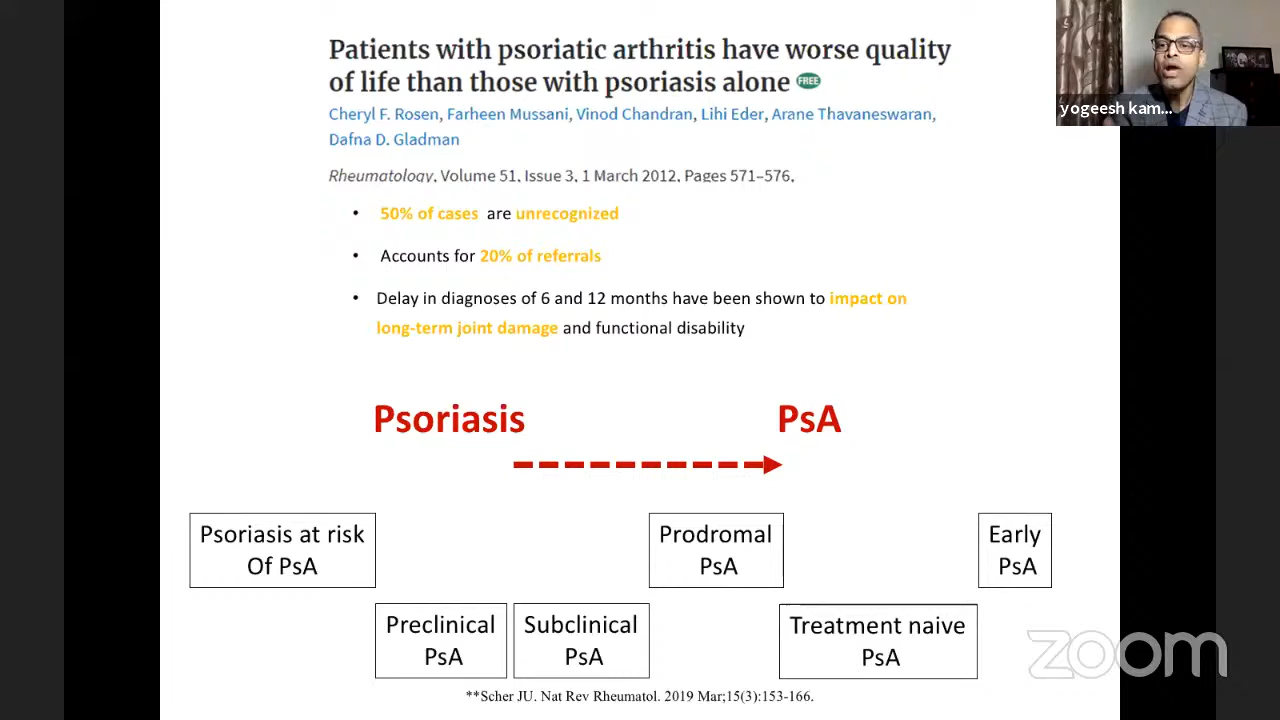 Patients with psoriatic arthritis have worse quality
of life than those with psoriasis alone FREE
Cheryl F. Rosen, Farheen Mussani, Vinod Chandran, Lihi Eder, Arane Thavaneswaran,
Dafna D. Gladman
Rheumatology, Volume 51, Issue 3, 1 March 2012, Pages 571–576,
• 50% of cases are unrecognized
• Accounts for 20% of referrals
• Delay in diagnoses of 6 and 12 months have been shown to impact on
long-term joint damage and functional disability
Psoriasis
PsA
Psoriasis at risk
Of PsA
Preclinical
PsA
Subclinical
PsA
Prodromal
PsA
Treatment naive
PsA
Early
PsA
**Scher JU. Nat Rev Rheumatol. 2019 Mar;15(3):153-166.
yogeesh kam...
zoom